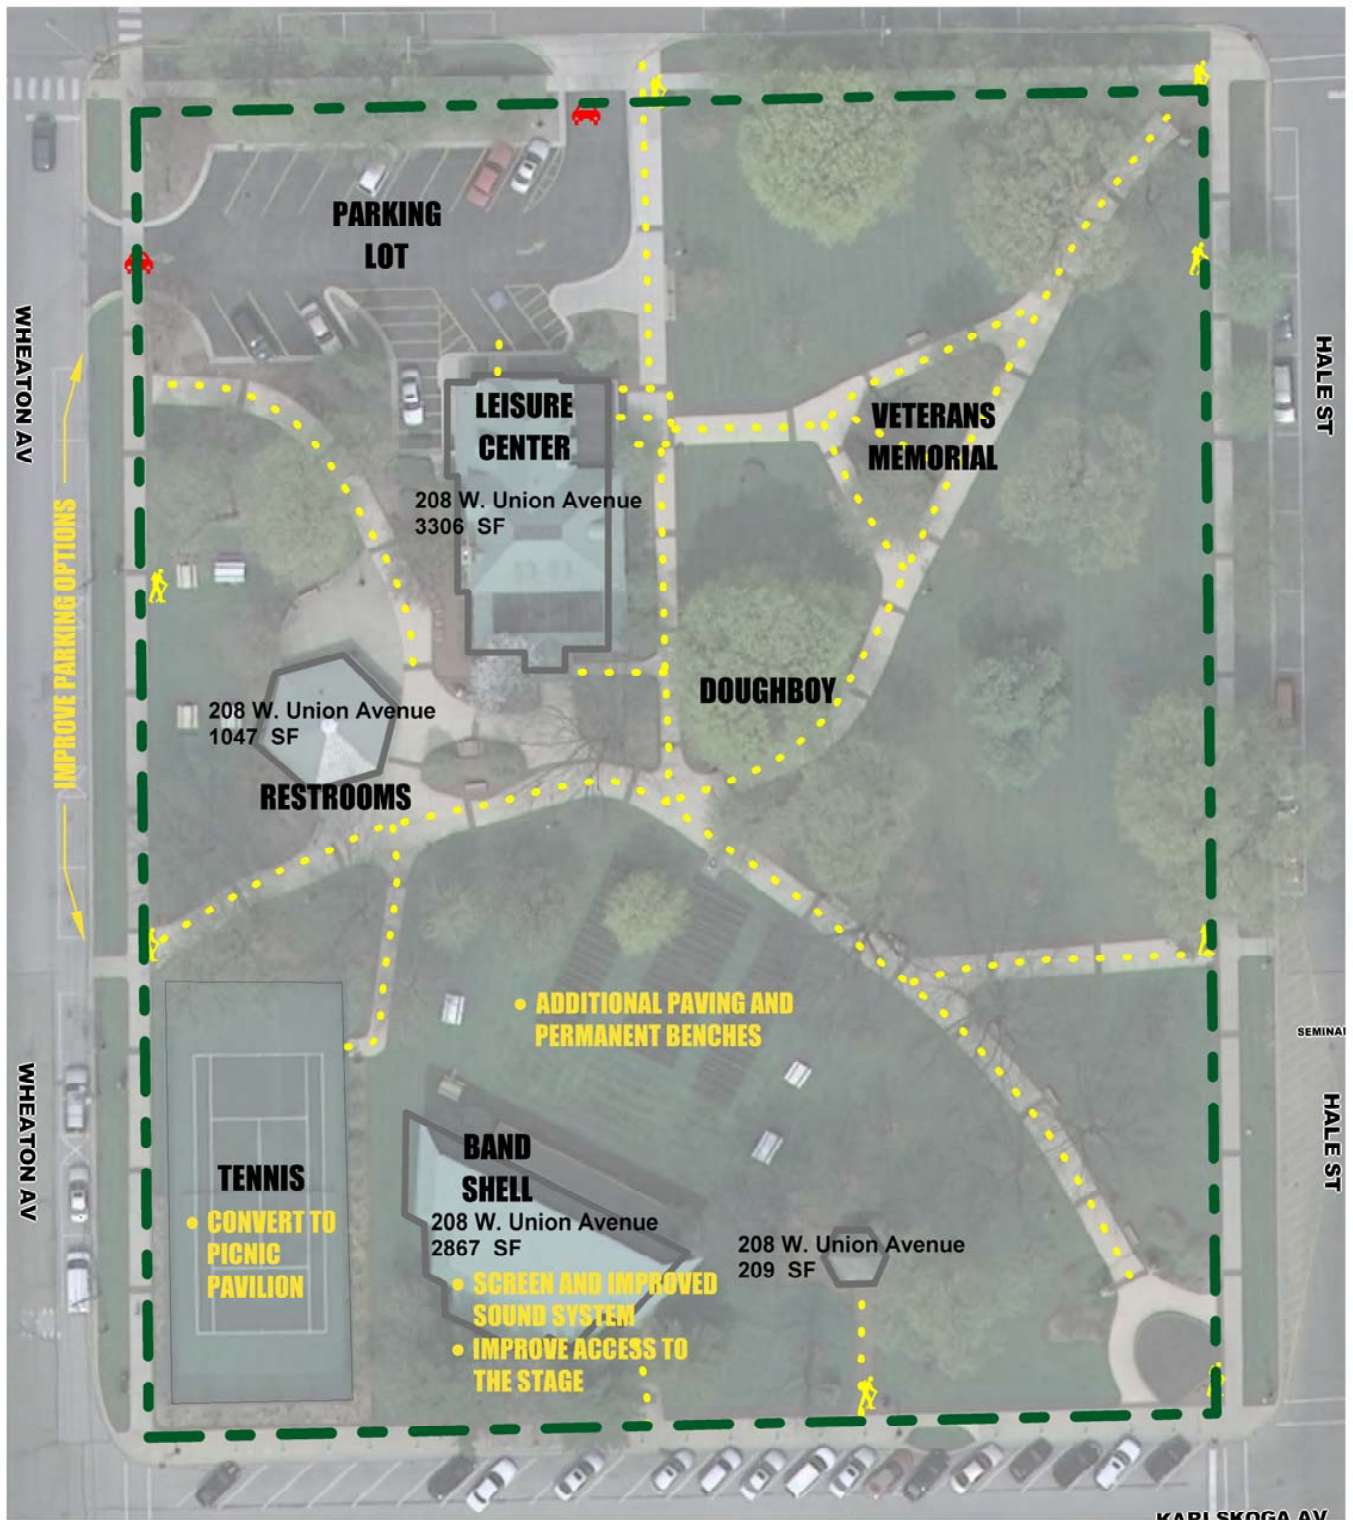 PARKING
LOT
WHEATON AV
HALE ST
LEISURE
CENTER
208 W. Union Avenue
3306 SF
VETERANS
MEMORIAL
IMPROVE PARKING OPTIONS
DOUGHBOY
208 W. Union Avenue
1047 SF
RESTROOMS
• ADDITIONAL PAVING AND
PERMANENT BENCHES
SEMINA
WHEATON AV
HALE ST
TENNIS
• CONVERT TO
PICNIC
PAVILION
BAND
SHELL
208 W. Union Avenue
2867 SF
• SCREEN AND IMPROVED
SOUND SYSTEM
• IMPROVE ACCESS TO
THE STAGE
208 W. Union Avenue
209 SF
KARLSKOGA AV